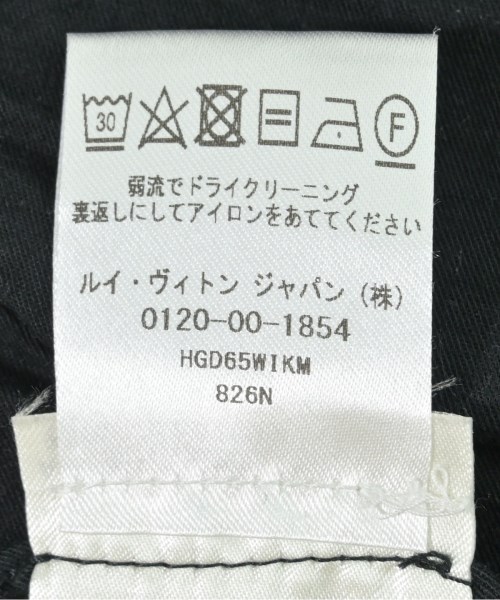 30 F
弱流でドライクリーニング
裏返しにしてアイロンをあててください
ルイ・ヴィトン ジャパン(株)
0120-00-1854
HGD65WIKM
826N